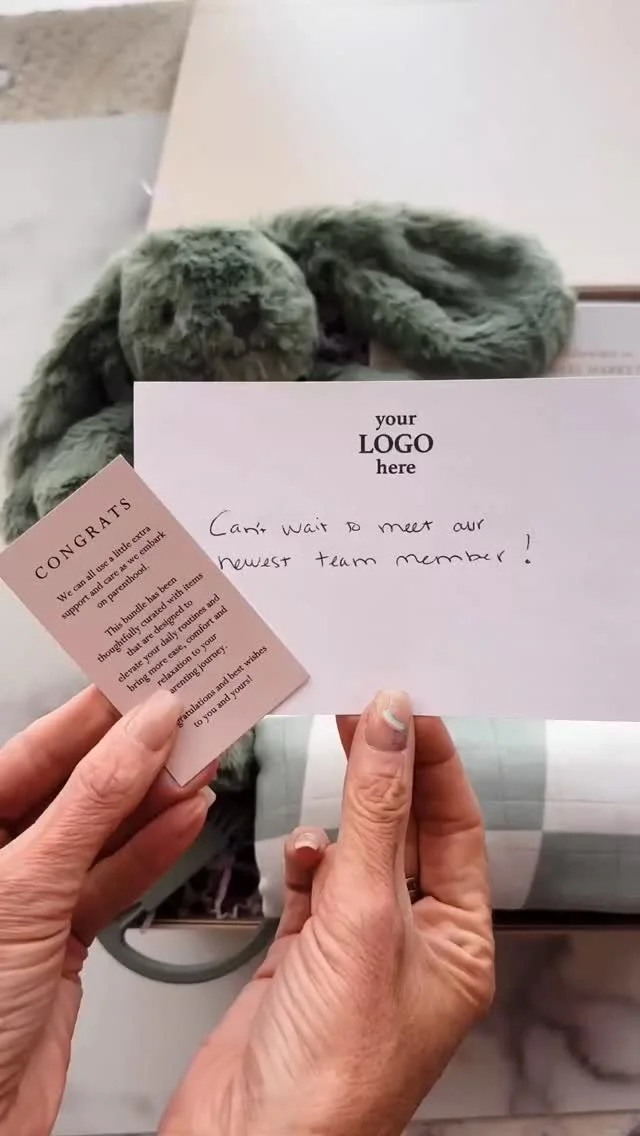 your
LOGO
here
Can't wait to meet our
newest team member!
CONGRATS
We can all use a little extra
support and care as we embark
on parenthood.
This bundle has been
thoughtfully curated with items
that are designed to
elevate your daily routines and
bring more ease, comfort and
relaxation to your
arenting journey.
gratulations and best wishes
to you and yours!